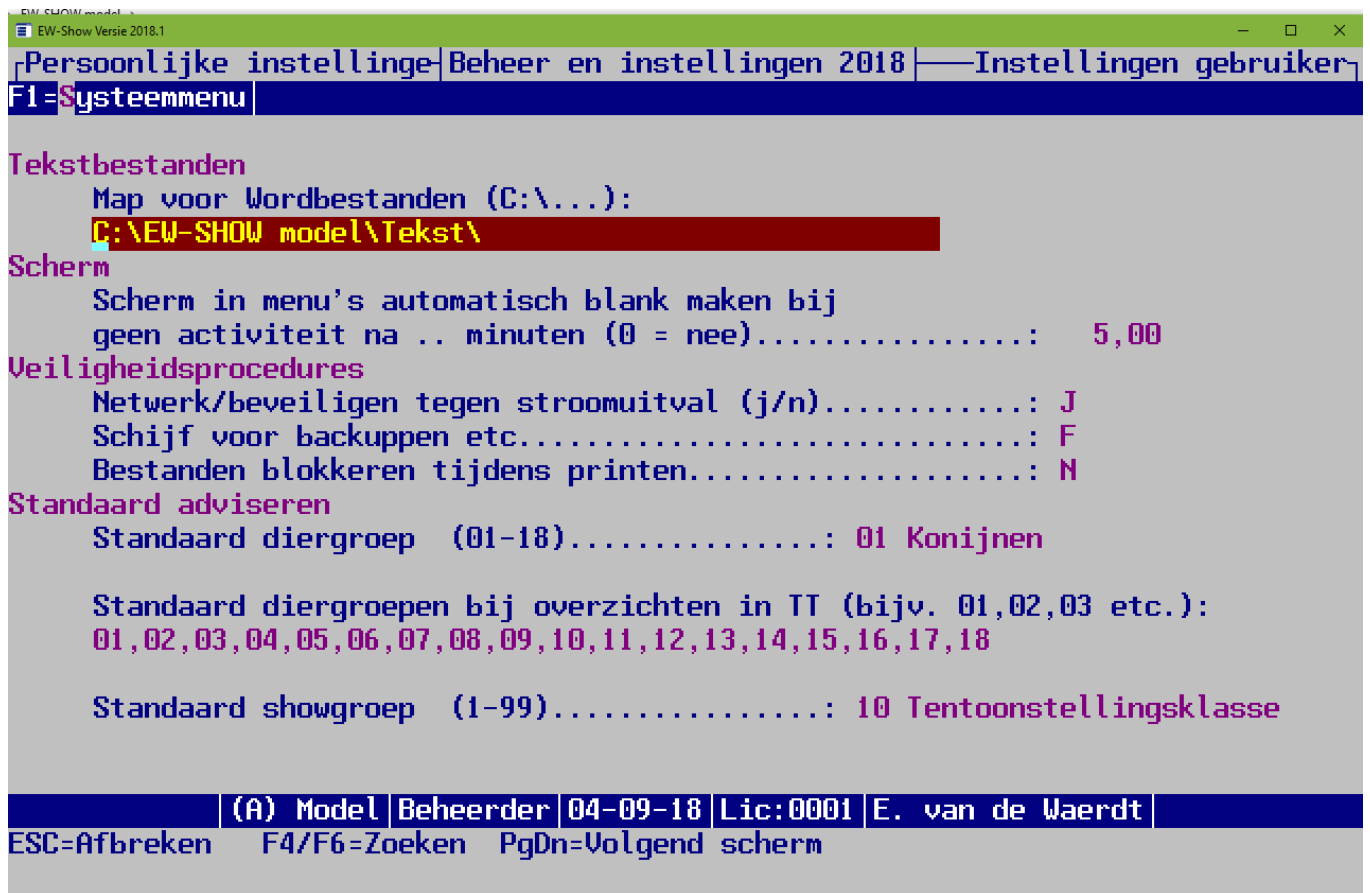 EW-SHOW model
EW-Show Versie 2018.1
Persoonlijke instellinge Beheer en instellingen 2018 Instellingen gebruiker
F1=Systeemmenu
Tekstbestanden
Map voor Wordbestanden (C:\...):
C:\EW-SHOW model\Tekst\
Scherm
Scherm in menu's automatisch blank maken bij
geen activiteit na .. minuten (0 = nee)................: 5,00
Veiligheidsprocedures
Netwerk/beveiligen tegen stroomuitval (j/n)............: J
Schijf voor backuppen etc..............................: F
Bestanden blokkeren tijdens printen....................: N
Standaard adviseren
Standaard diergroep (01-18)...............: 01 Konijnen
Standaard diergroepen bij overzichten in TT (bijv. 01,02,03 etc.):
01,02,03,04,05,06,07,08,09,10,11,12,13,14,15,16,17,18
Standaard showgroep (1-99)................: 10 Tentoonstellingsklasse
(A) Model Beheerder 04-09-18 Lic:0001 E. van de Waerdt
ESC=Afbreken F4/F6=Zoeken PgDn=Volgend scherm